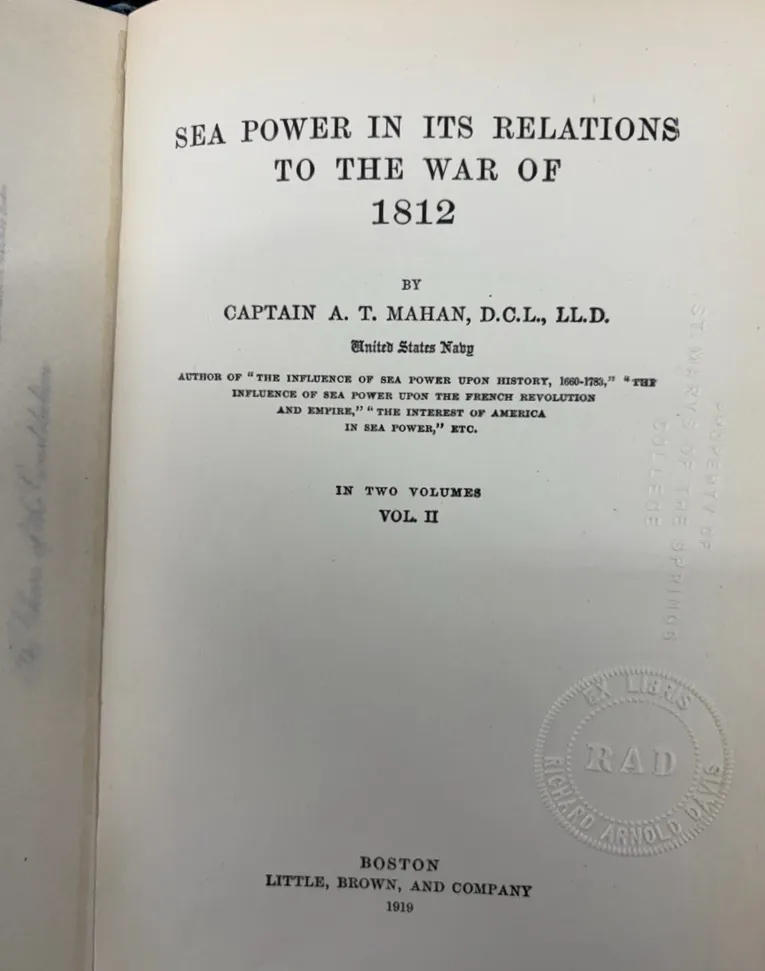 SEA POWER IN ITS RELATIONS
TO THE WAR OF
1812
BY
CAPTAIN A. T. MAHAN, D.C.L., LL.D.
United States Navy
AUTHOR OF "THE INFLUENCE OF SEA POWER UPON HISTORY, 1660-1783," "THE
INFLUENCE OF SEA POWER UPON THE FRENCH REVOLUTION
AND EMPIRE," "THE INTEREST OF AMERICA
IN SEA POWER," ETC.
IN TWO VOLUMES
VOL. II
PROPERTY OF
ST. MARY'S OF THE SPRINGS
COLLEGE
EX LIBRIS
RAD
RICHARD ARNOLD DAVIS
BOSTON
LITTLE, BROWN, AND COMPANY
1919